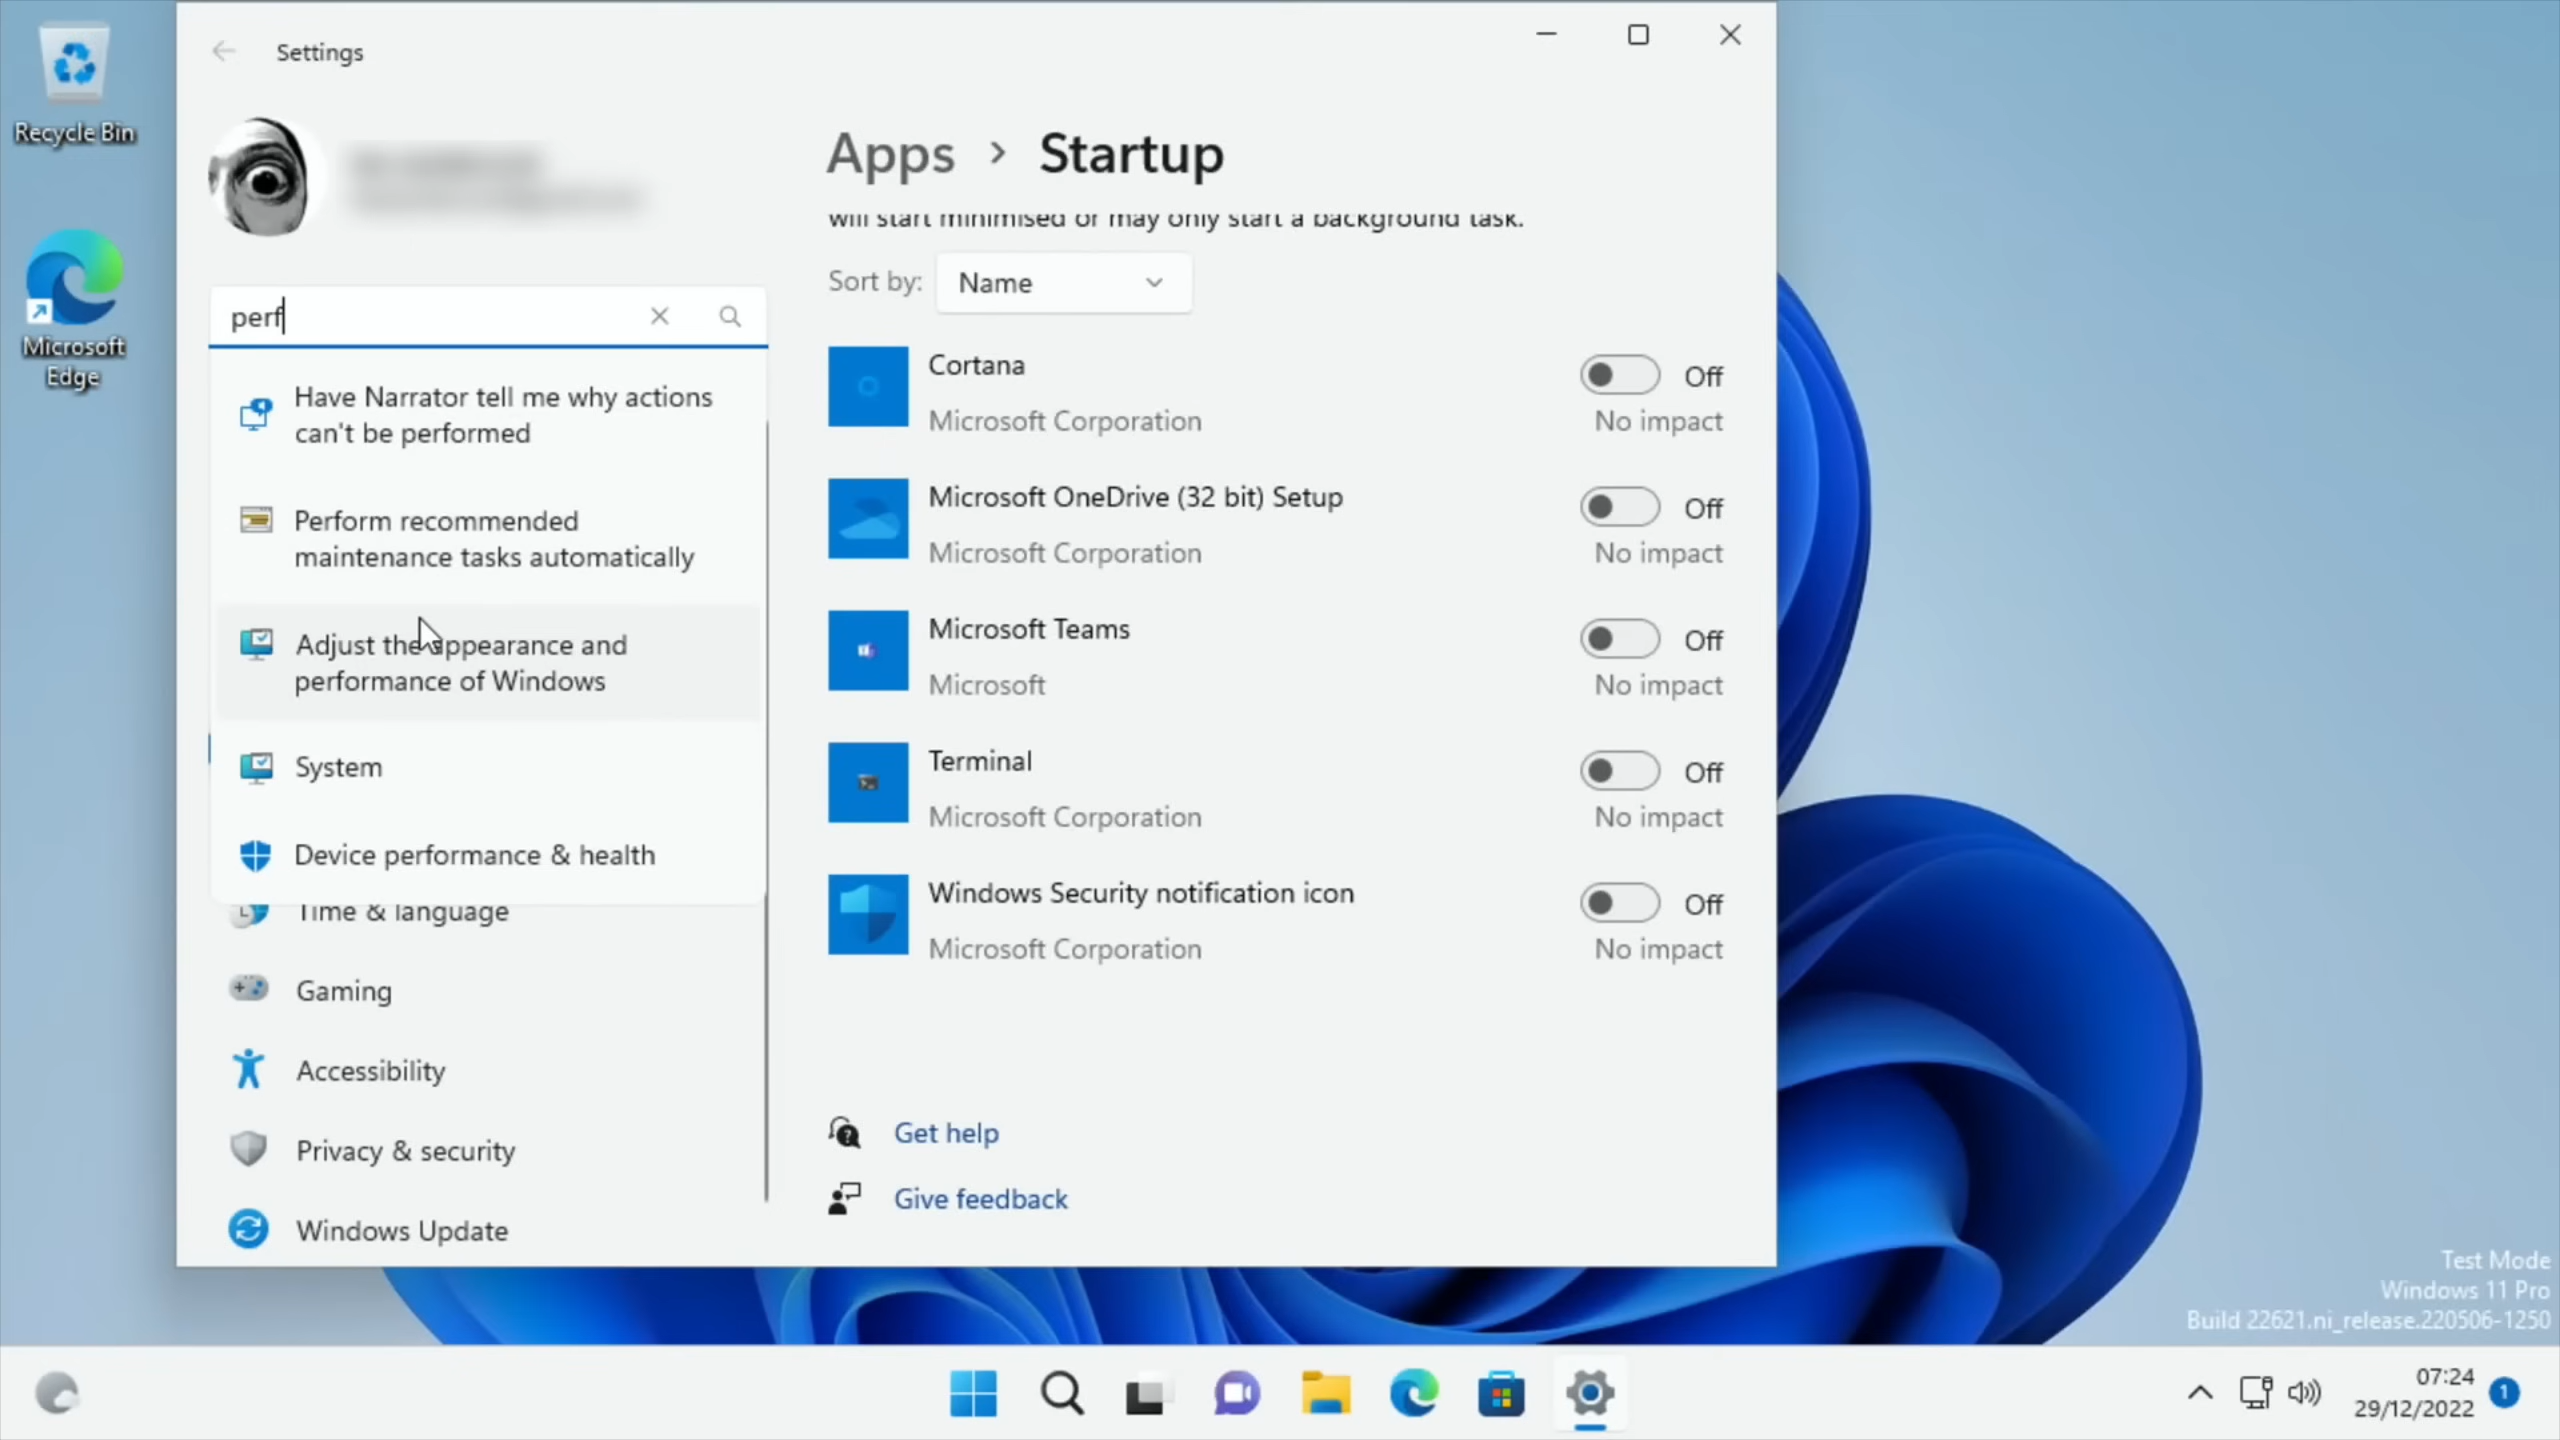 Recycle Bin
Microsoft
Edge
Settings
perf
Have Narrator tell me why actions
can't be performed
Perform recommended
maintenance tasks automatically
Adjust the appearance and
performance of Windows
System
Device performance & health
Time & language
Gaming
Accessibility
Privacy & security
Windows Update
Apps > Startup
will start minimised or may only start a background task.
Sort by: Name
Cortana
Microsoft Corporation
Off
No impact
Microsoft OneDrive (32 bit) Setup
Microsoft Corporation
Off
No impact
Microsoft Teams
Microsoft
Off
No impact
Terminal
Microsoft Corporation
Off
No impact
Windows Security notification icon
Microsoft Corporation
Off
No impact
Get help
Give feedback
Test Mode
Windows 11 Pro
Build 22621.ni_release.220506-1250
07:24
29/12/2022
1